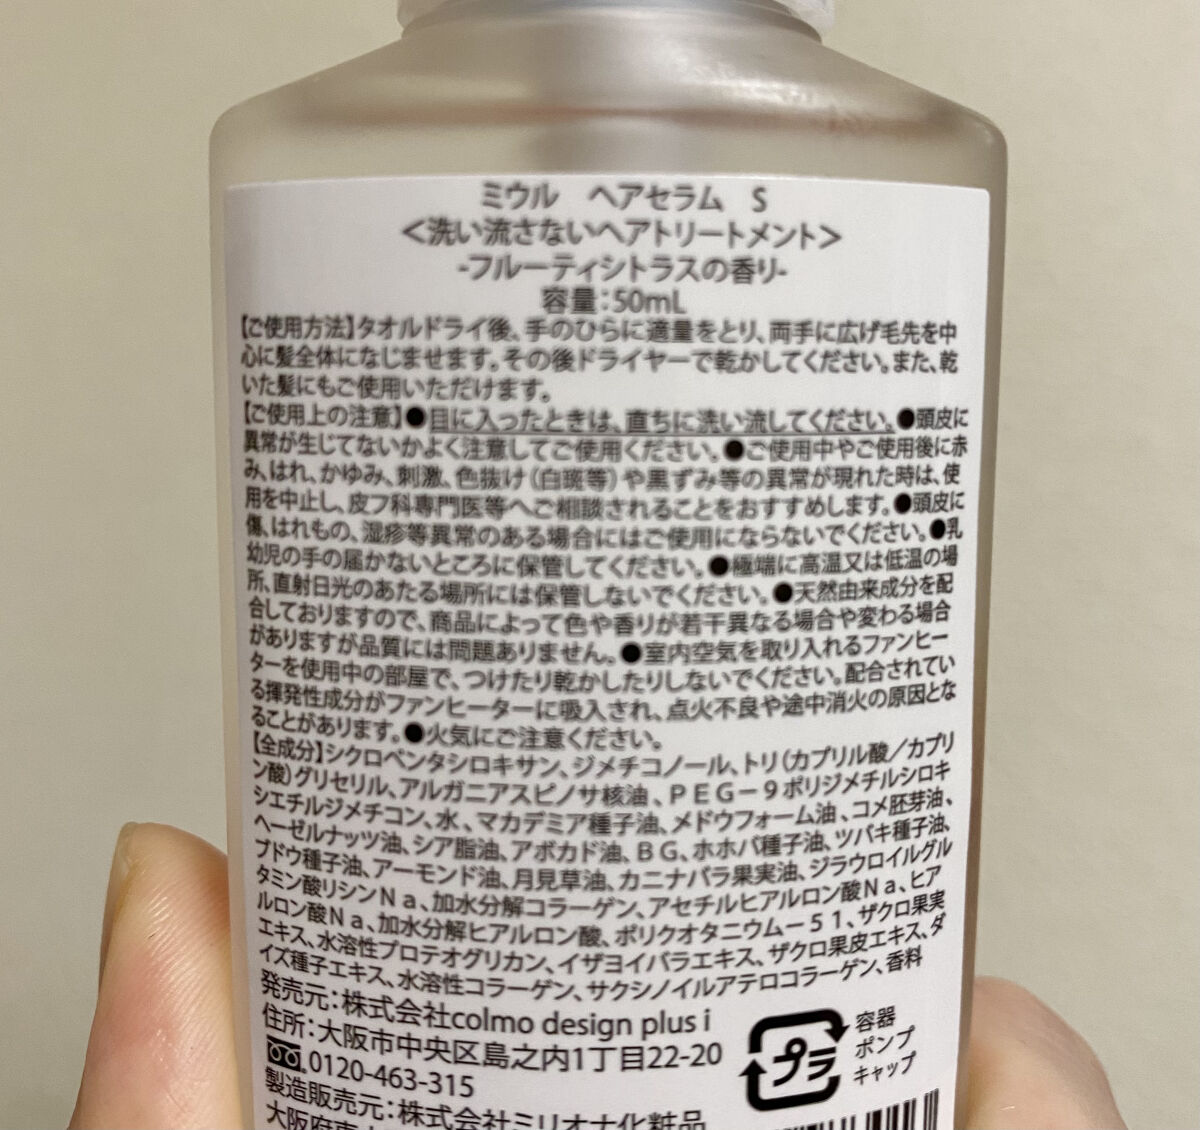 ミウル　ヘアセラム　S
＜洗い流さないヘアトリートメント＞
-フルーティシトラスの香り-
容量：50mL
【ご使用方法】タオルドライ後、手のひらに適量をとり、両手に広げ毛先を中
心に髪全体になじませます。その後ドライヤーで乾かしてください。また、乾
いた髪にもご使用いただけます。
【ご使用上の注意】●目に入ったときは、直ちに洗い流してください。●頭皮に
異常が生じてないかよく注意してご使用ください。●ご使用中やご使用後に赤
み、はれ、かゆみ、刺激、色抜け（白斑等）や黒ずみ等の異常が現れた時は、使
用を中止し、皮フ科専門医等へご相談されることをおすすめします。●頭皮に
傷、はれもの、湿疹等異常のある場合にはご使用にならないでください。●乳
幼児の手の届かないところに保管してください。●極端に高温又は低温の場
所、直射日光のあたる場所には保管しないでください。●天然由来成分を配
合しておりますので、商品によって色や香りが若干異なる場合や変わる場合
がありますが品質には問題ありません。●室内空気を取り入れるファンヒー
ターを使用中の部屋で、つけたり乾かしたりしないでください。配合されてい
る揮発性成分がファンヒーターに吸入され、点火不良や途中消火の原因とな
ることがあります。●火気にご注意ください。
【全成分】シクロペンタシロキサン、ジメチコノール、トリ（カプリル酸／カプリ
ン酸）グリセリル、アルガニアスピノサ核油、ＰＥＧ－９ポリジメチルシロキ
シエチルジメチコン、水、マカデミア種子油、メドウフォーム油、コメ胚芽油、
ヘーゼルナッツ油、シア脂油、アボカド油、ＢＧ、ホホバ種子油、ツバキ種子油、
ブドウ種子油、アーモンド油、月見草油、カニナバラ果実油、ジラウロイルグル
タミン酸リシンＮａ、加水分解コラーゲン、アセチルヒアルロン酸Ｎａ、ヒア
ルロン酸Ｎａ、加水分解ヒアルロン酸、ポリクオタニウム－５１、ザクロ果実
エキス、水溶性プロテオグリカン、イザヨイバラエキス、ザクロ果皮エキス、ダ
イズ種子エキス、水溶性コラーゲン、サクシノイルアテロコラーゲン、香料
発売元：株式会社colmo design plus i
住所：大阪市中央区島之内1丁目22-20
0120-463-315
製造販売元：株式会社ミリオナ化粧品
大阪府東
プラ
容器
ポンプ
キャップ